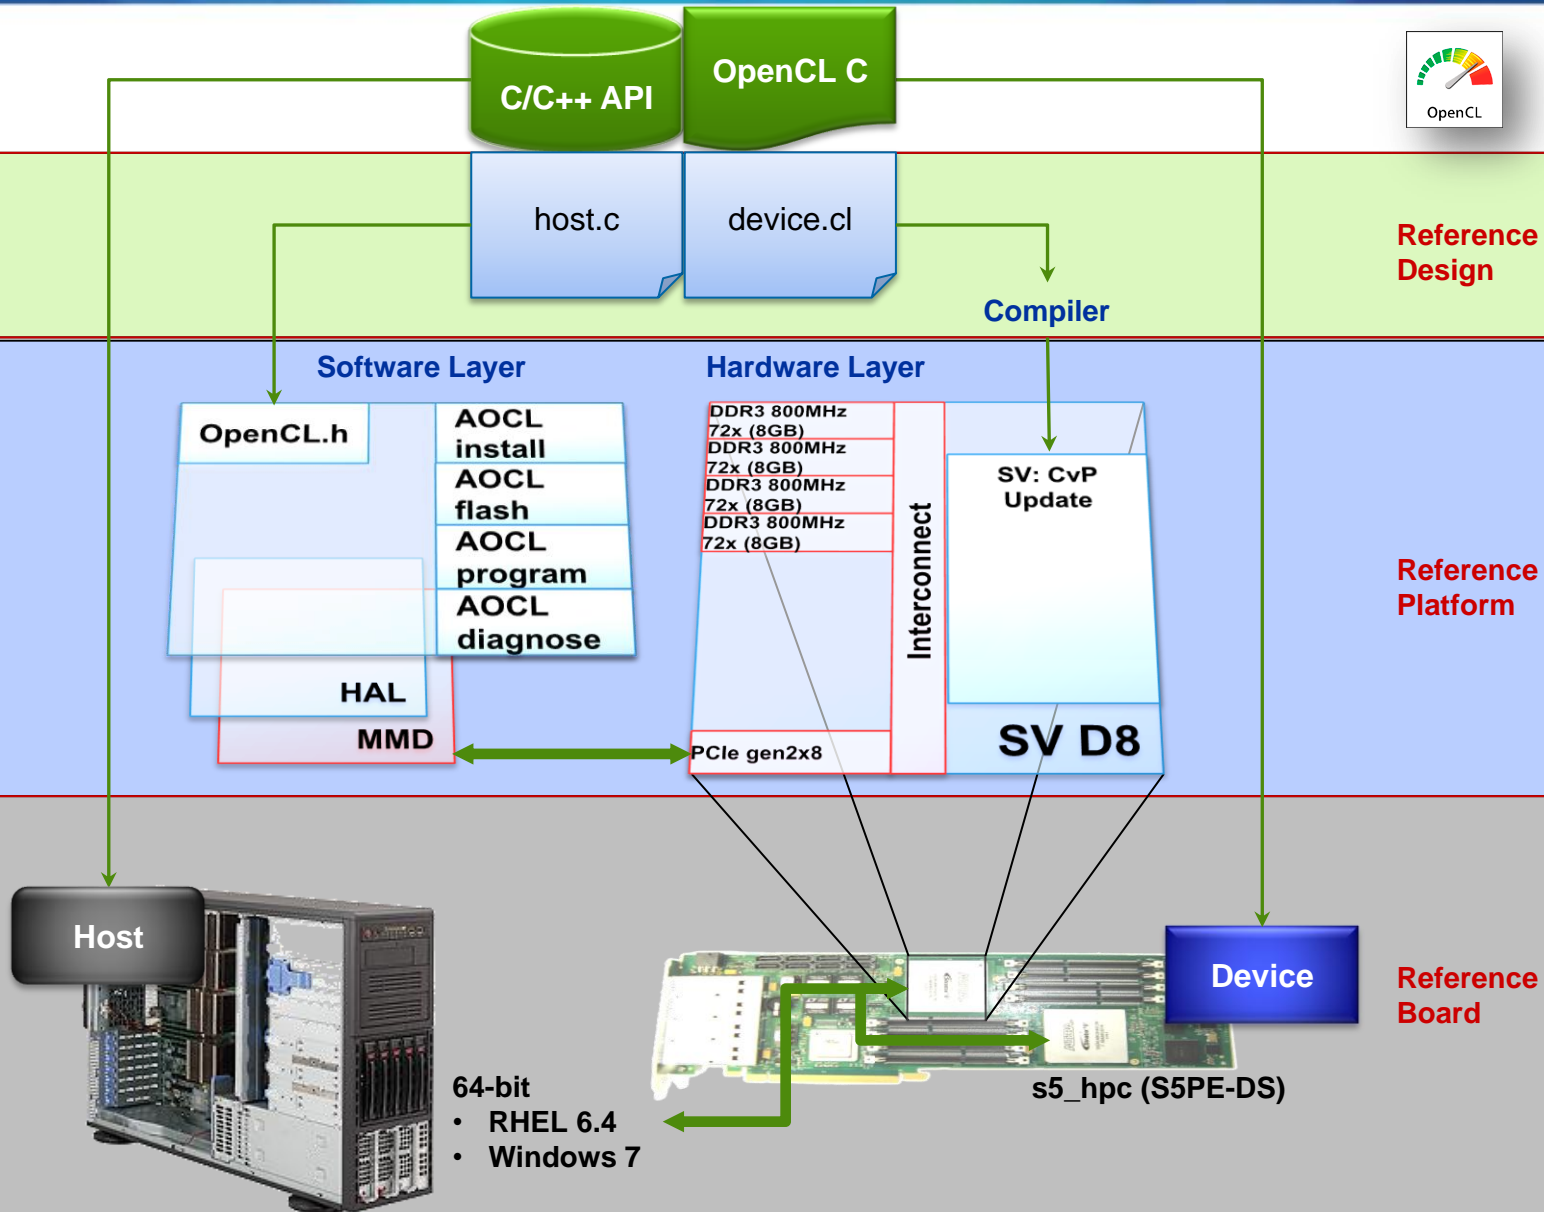 C/C++ API
OpenCL C
OpenCL
host.c
device.cl
Reference
Design
Compiler
Software Layer
Hardware Layer
OpenCL.h
AOCL
install
AOCL
flash
AOCL
program
AOCL
diagnose
HAL
MMD
DDR3 800MHz
72x (8GB)
DDR3 800MHz
72x (8GB)
DDR3 800MHz
72x (8GB)
DDR3 800MHz
72x (8GB)
Interconnect
PCIe gen2x8
SV: CvP
Update
SV D8
Reference
Platform
Host
Device
Reference
Board
64-bit
• RHEL 6.4
• Windows 7
s5_hpc (S5PE-DS)